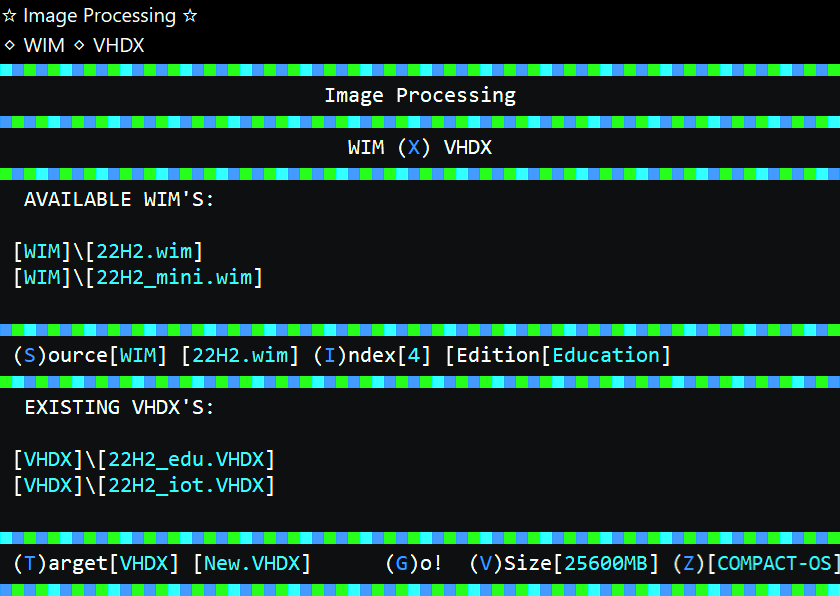 ☆ Image Processing ☆
⋄ WIM ⋄ VHDX
Image Processing
WIM (X) VHDX
AVAILABLE WIM'S:
[WIM]\[22H2.wim]
[WIM]\[22H2_mini.wim]
(S)ource[WIM] [22H2.wim] (I)ndex[4] [Edition[Education]
EXISTING VHDX'S:
[VHDX]\[22H2_edu.VHDX]
[VHDX]\[22H2_iot.VHDX]
(T)arget[VHDX] [New.VHDX] (G)o! (V)Size[25600MB] (Z)[COMPACT-OS]